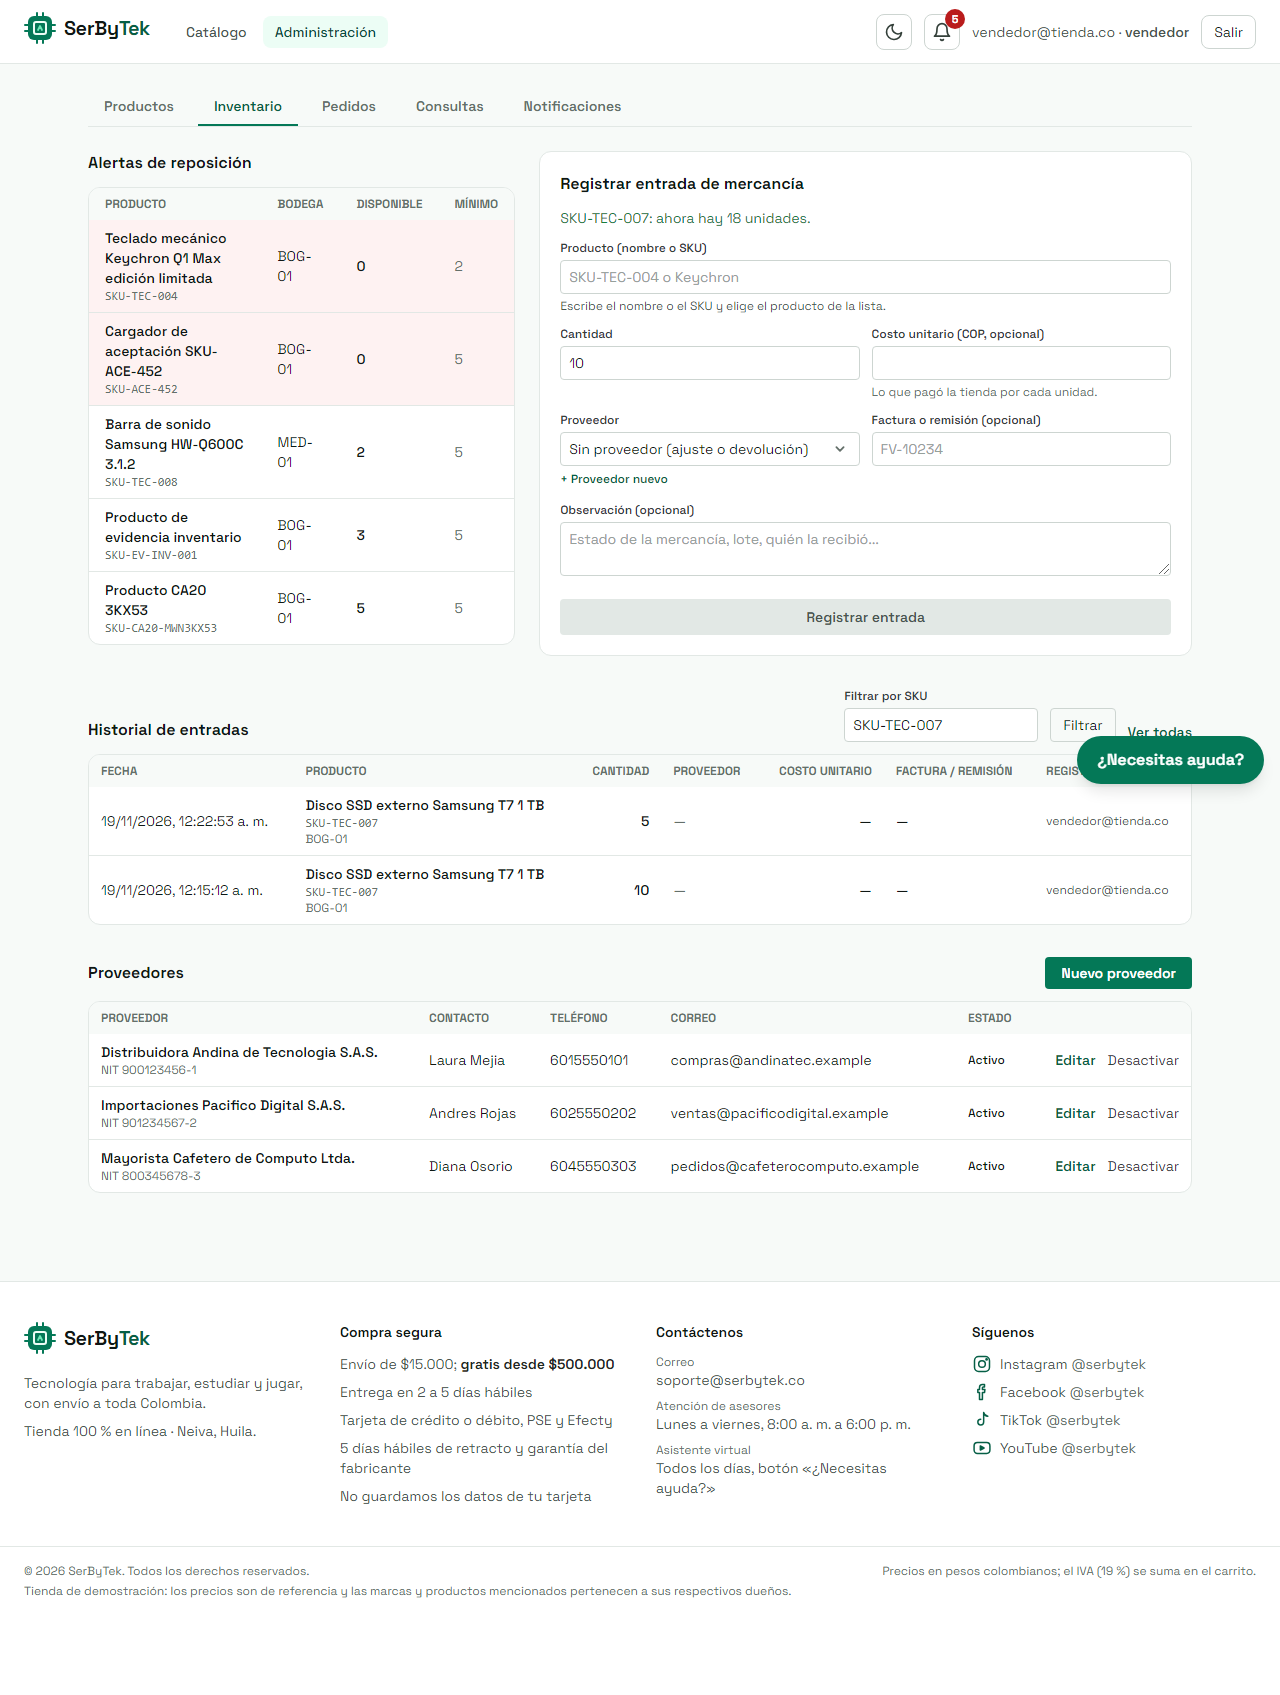 SerByTek
Catálogo
Administración
5
vendedor@tienda.co · vendedor
Salir
Productos
Inventario
Pedidos
Consultas
Notificaciones
Alertas de reposición
PRODUCTO BODEGA DISPONIBLE MÍNIMO
Teclado mecánico
Keychron Q1 Max
edición limitada
SKU-TEC-004
BOG-
01
0
2
Cargador de
aceptación SKU-
ACE-452
SKU-ACE-452
BOG-
01
0
5
Barra de sonido
Samsung HW-Q600C
3.1.2
SKU-TEC-008
MED-
01
2
5
Producto de
evidencia inventario
SKU-EV-INV-001
BOG-
01
3
5
Producto CA20
3KX53
SKU-CA20-MWN3KX53
BOG-
01
5
5
Registrar entrada de mercancía
SKU-TEC-007: ahora hay 18 unidades.
Producto (nombre o SKU)
SKU-TEC-004 o Keychron
Escribe el nombre o el SKU y elige el producto de la lista.
Cantidad
10
Costo unitario (COP, opcional)
Lo que pagó la tienda por cada unidad.
Proveedor
Sin proveedor (ajuste o devolución)
+ Proveedor nuevo
Factura o remisión (opcional)
FV-10234
Observación (opcional)
Estado de la mercancía, lote, quién la recibió...
Registrar entrada
Historial de entradas
Filtrar por SKU
SKU-TEC-007
Filtrar
Ver todas
¿Necesitas ayuda?
FECHA PRODUCTO CANTIDAD PROVEEDOR COSTO UNITARIO FACTURA / REMISIÓN
19/11/2026, 12:22:53 a. m.
Disco SSD externo Samsung T7 1 TB
SKU-TEC-007
BOG-01
5 — — —
vendedor@tienda.co
19/11/2026, 12:15:12 a. m.
Disco SSD externo Samsung T7 1 TB
SKU-TEC-007
BOG-01
10 — — —
vendedor@tienda.co
Proveedores
Nuevo proveedor
PROVEEDOR CONTACTO TELÉFONO CORREO ESTADO
Distribuidora Andina de Tecnologia S.A.S.
NIT 900123456-1
Laura Mejia 6015550101 compras@andinatec.example Activo Editar Desactivar
Importaciones Pacifico Digital S.A.S.
NIT 901234567-2
Andres Rojas 6025550202 ventas@pacificodigital.example Activo Editar Desactivar
Mayorista Cafetero de Computo Ltda.
NIT 800345678-3
Diana Osorio 6045550303 pedidos@cafeterocomputo.example Activo Editar Desactivar
SerByTek
Tecnología para trabajar, estudiar y jugar,
con envío a toda Colombia.
Tienda 100 % en línea · Neiva, Huila.
Compra segura
Envío de $15.000; gratis desde $500.000
Entrega en 2 a 5 días hábiles
Tarjeta de crédito o débito, PSE y Efecty
5 días hábiles de retracto y garantía del
fabricante
No guardamos los datos de tu tarjeta
Contáctenos
Correo
soporte@serbytek.co
Atención de asesores
Lunes a viernes, 8:00 a. m. a 6:00 p. m.
Asistente virtual
Todos los días, botón «¿Necesitas
ayuda?»
Síguenos
Instagram @serbytek
Facebook @serbytek
TikTok @serbytek
YouTube @serbytek
© 2026 SerByTek. Todos los derechos reservados.
Precios en pesos colombianos; el IVA (19 %) se suma en el carrito.
Tienda de demostración: los precios son de referencia y las marcas y productos mencionados pertenecen a sus respectivos dueños.